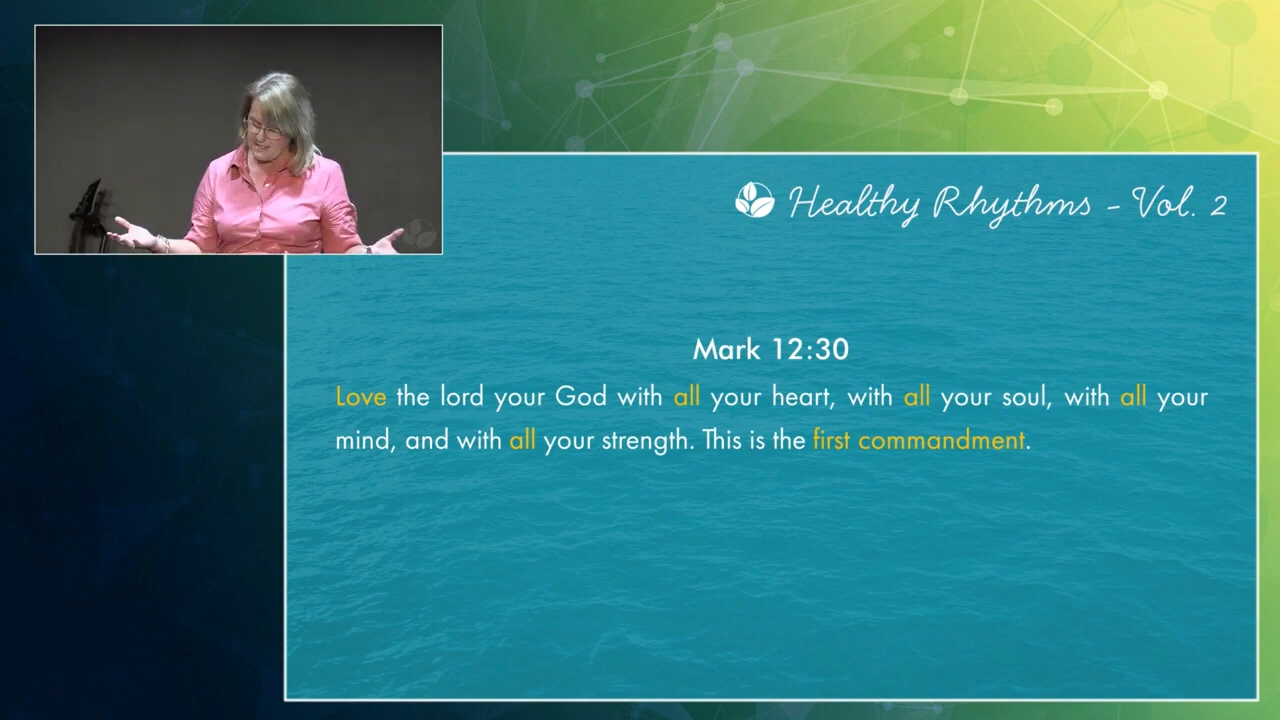 Healthy Rhythms - Vol. 2
Mark 12:30
Love the lord your God with all your heart, with all your soul, with all your
mind, and with all your strength. This is the first commandment.